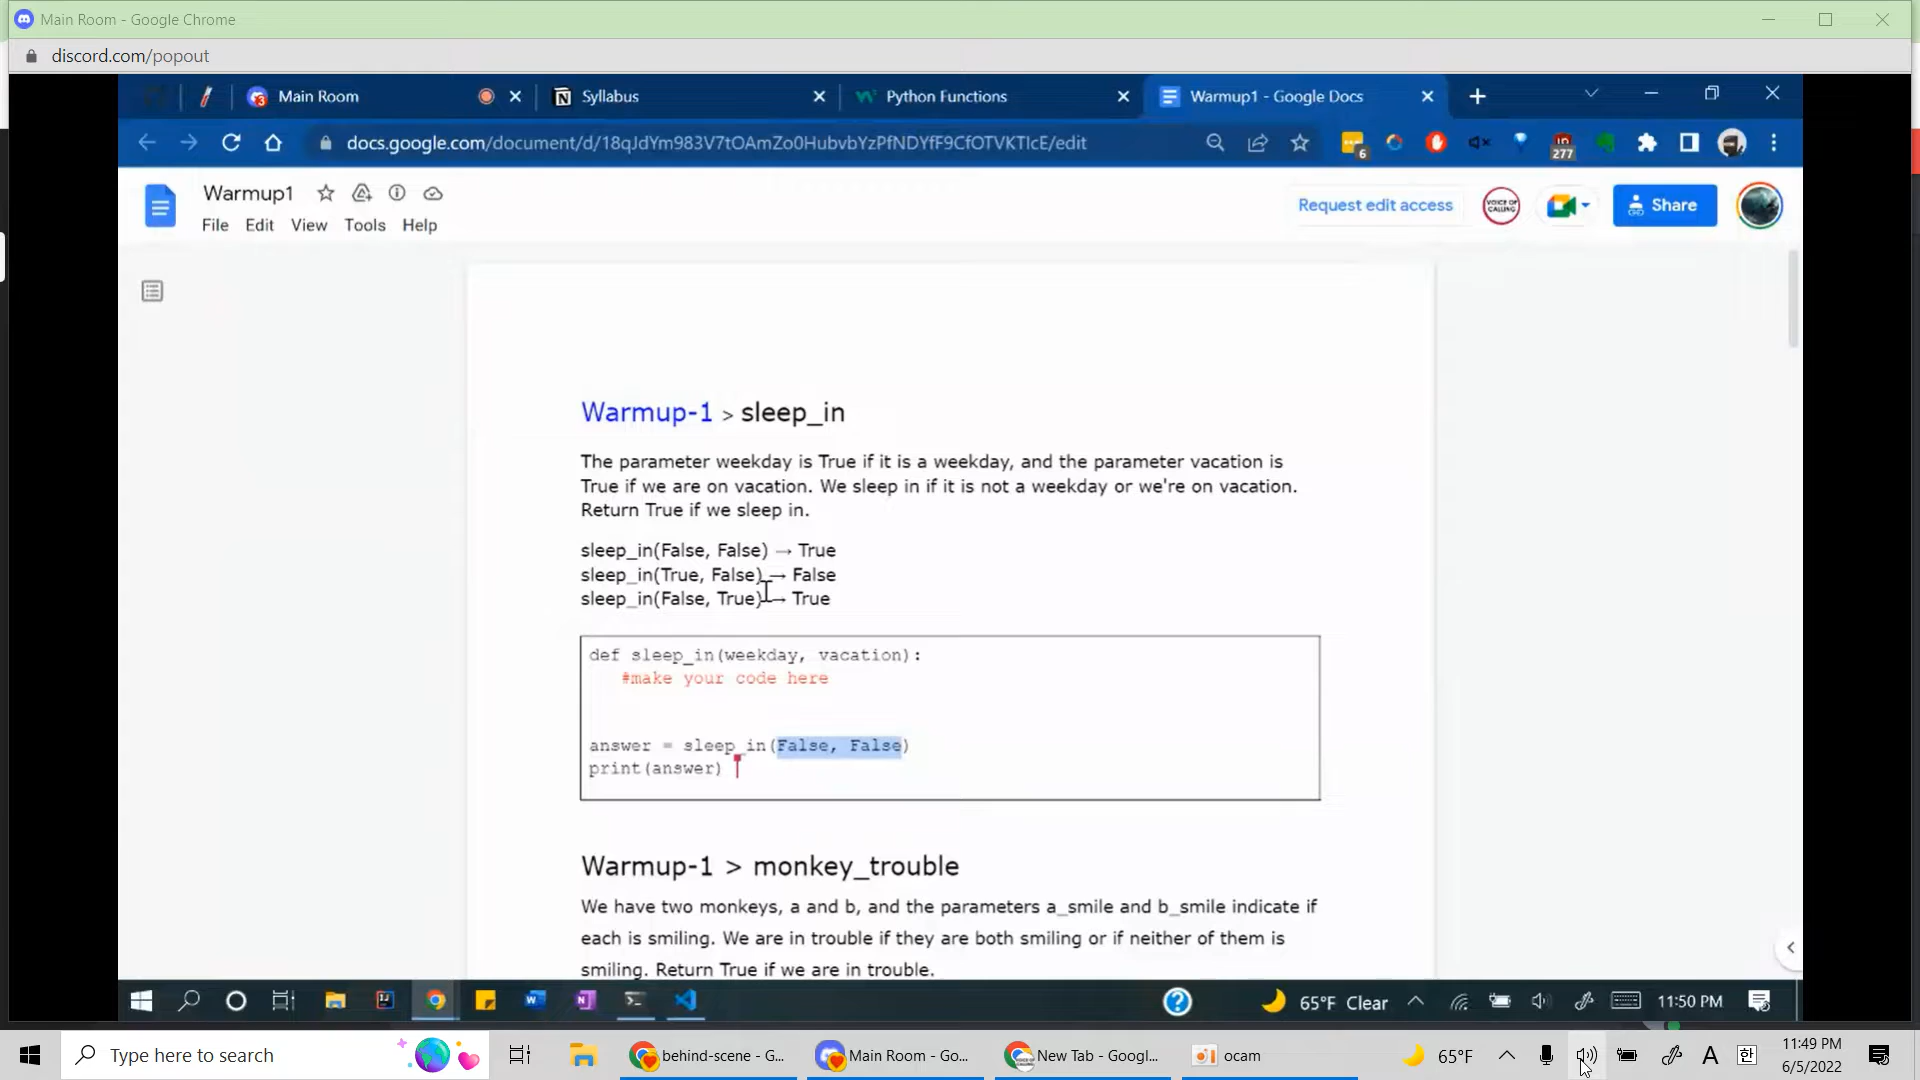 Main Room - Google Chrome
discord.com/popout
Main Room
Syllabus
Python Functions
Warmup1 - Google Docs
docs.google.com/document/d/18qJdYm983V7tOAmZo0HubvbYzPfNDYfF9CfOTVKTIcE/edit
6
277
Warmup1
File Edit View Tools Help
Request edit access
VOICE OF CALLING
Share
Warmup-1 > sleep_in
The parameter weekday is True if it is a weekday, and the parameter vacation is
True if we are on vacation. We sleep in if it is not a weekday or we're on vacation.
Return True if we sleep in.
sleep_in(False, False) → True
sleep_in(True, False) → False
sleep_in(False, True) → True
def sleep_in(weekday, vacation):
#make your code here
answer = sleep_in(False, False)
print(answer)
Warmup-1 > monkey_trouble
We have two monkeys, a and b, and the parameters a_smile and b_smile indicate if
each is smiling. We are in trouble if they are both smiling or if neither of them is
smiling. Return True if we are in trouble.
65°F Clear
11:50 PM
Type here to search
behind-scene - G...
Main Room - Go...
New Tab - Googl...
ocam
65°F
A
한
11:49 PM
6/5/2022